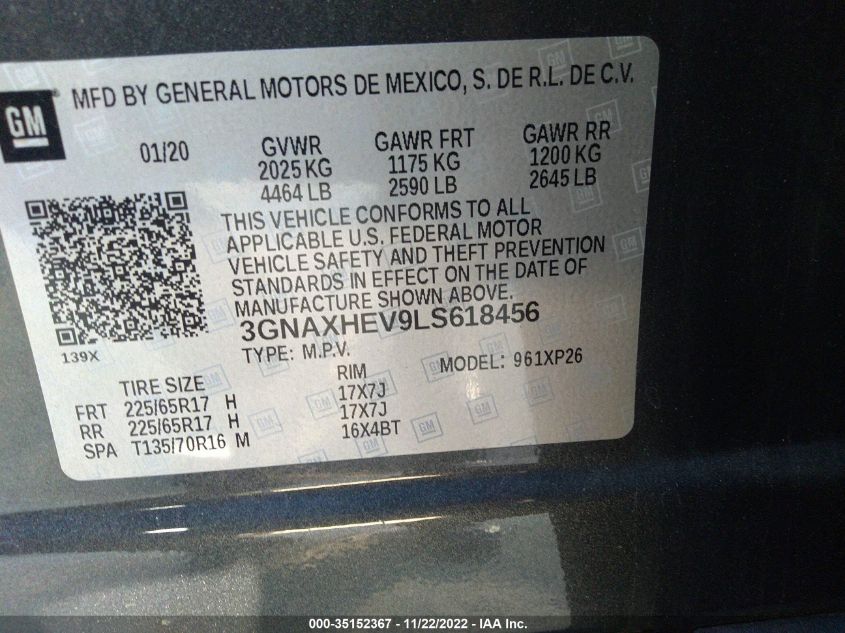 MFD BY GENERAL MOTORS DE MEXICO, S. DE R.L. DE C.V.
GM
01/20 GVWR GAWR FRT GAWR RR
2025 KG 1175 KG 1200 KG
4464 LB 2590 LB 2645 LB
THIS VEHICLE CONFORMS TO ALL
APPLICABLE U.S. FEDERAL MOTOR
VEHICLE SAFETY AND THEFT PREVENTION
STANDARDS IN EFFECT ON THE DATE OF
MANUFACTURE SHOWN ABOVE.
3GNAXHEV9LS618456
139X
TYPE: M.P.V. MODEL: 961XP26
TIRE SIZE RIM
FRT 225/65R17 H 17X7J
RR 225/65R17 H 17X7J
SPA T135/70R16 M 16X4BT
000-35152367 - 11/22/2022 - IAA Inc.